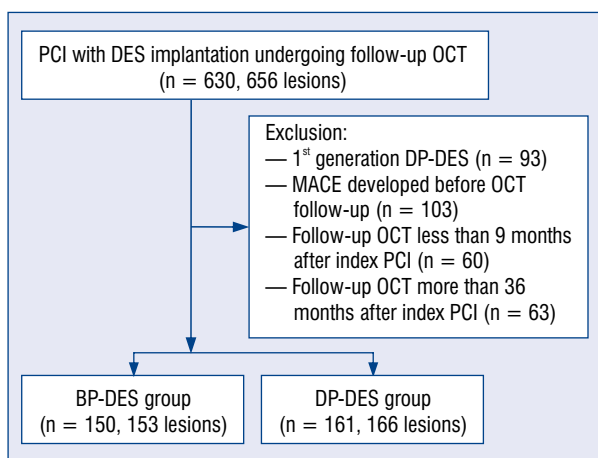 PCI with DES implantation undergoing follow-up OCT
(n = 630, 656 lesions)
Exclusion:
— 1st generation DP-DES (n = 93)
— MACE developed before OCT
follow-up (n = 103)
— Follow-up OCT less than 9 months
after index PCI (n = 60)
— Follow-up OCT more than 36
months after index PCI (n = 63)
BP-DES group
(n = 150, 153 lesions)
DP-DES group
(n = 161, 166 lesions)